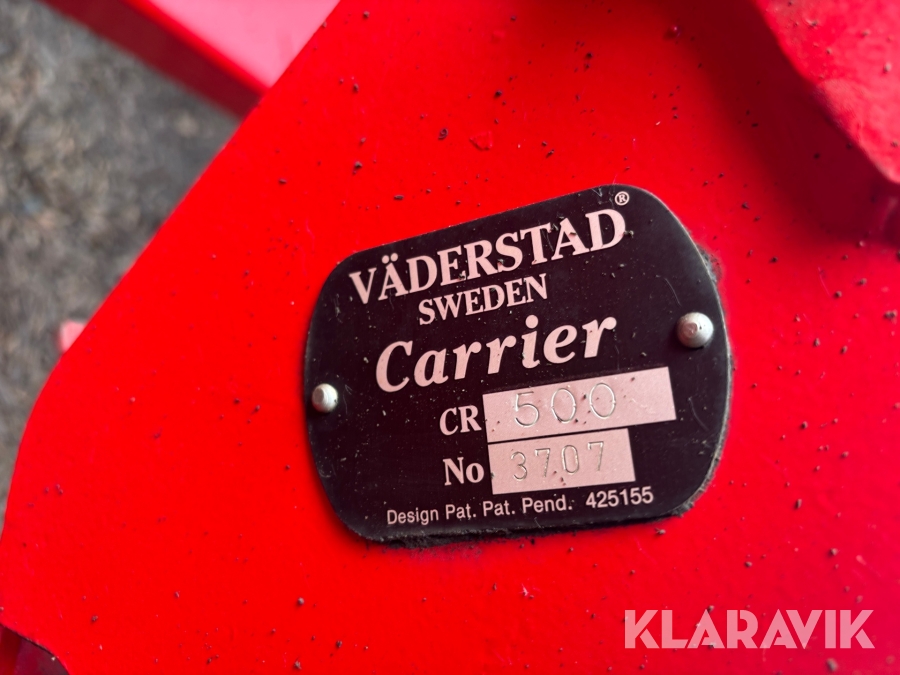 VÄDERSTAD®
SWEDEN
Carrier
CR 500
No 3707
Design Pat. Pat. Pend. 425155
KLARAVIK